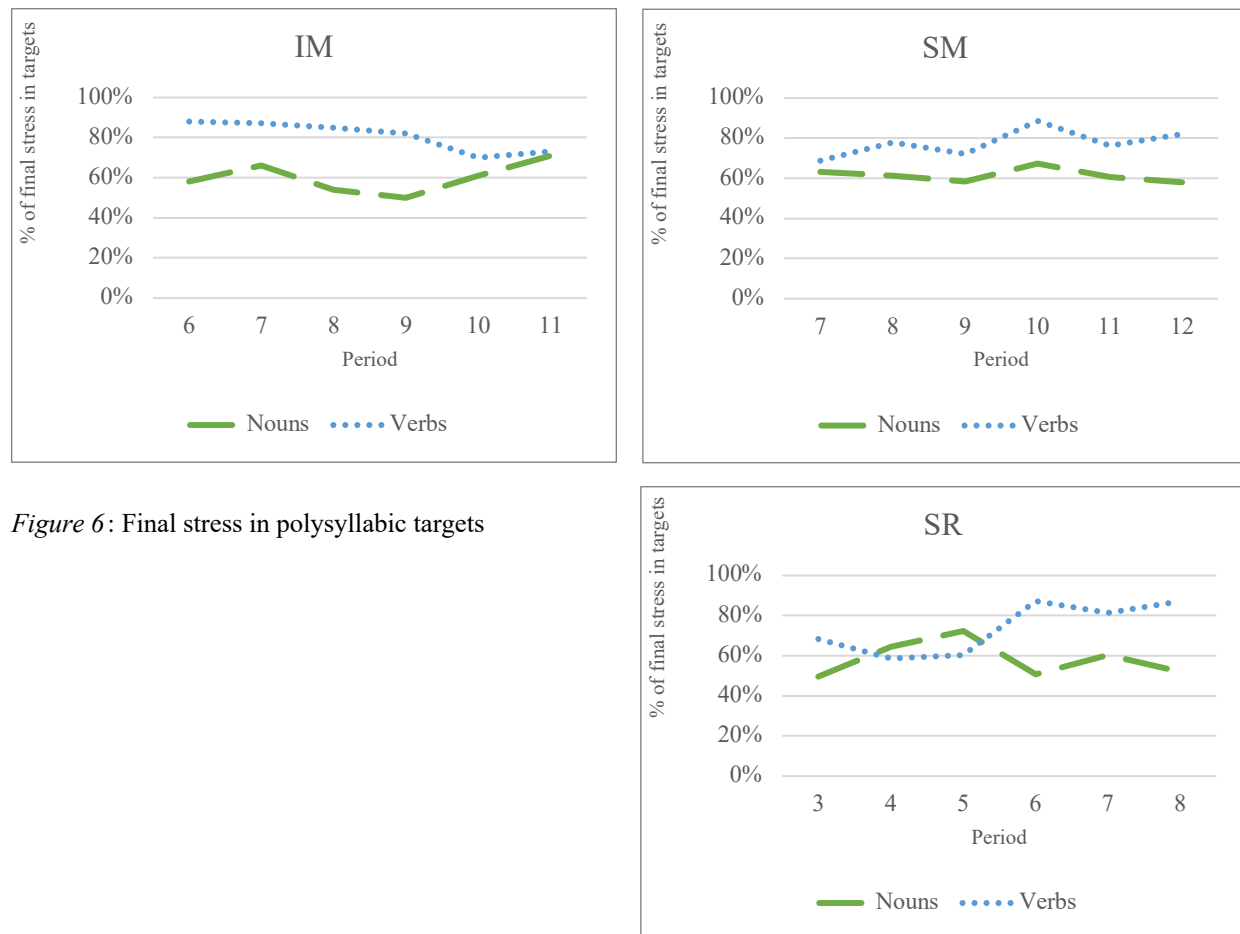 IM
% of final stress in targets
100%
80%
60%
40%
20%
0%
6 7 8 9 10 11
Period
Nouns Verbs
SM
% of final stress in targets
100%
80%
60%
40%
20%
0%
7 8 9 10 11 12
Period
Nouns Verbs
Figure 6: Final stress in polysyllabic targets
SR
% of final stress in targets
100%
80%
60%
40%
20%
0%
3 4 5 6 7 8
Period
Nouns Verbs